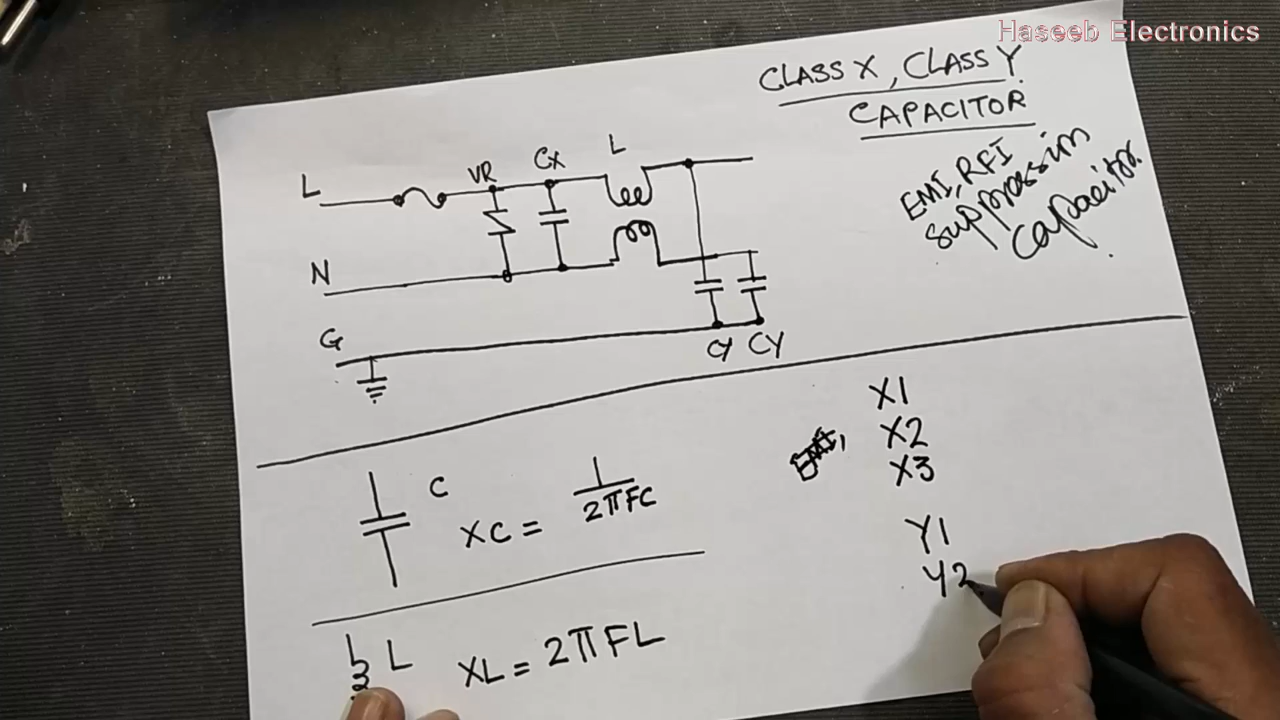 Haseeb Electronics
CLASS X, CLASS Y
CAPACITOR
EMI, RFI
suppression
capacitor.
L
VR
CX
L
N
G
CY CY
X1
X2
X3
Y1
Y2
C
XC = 1/2πFC
L
XL = 2πFL